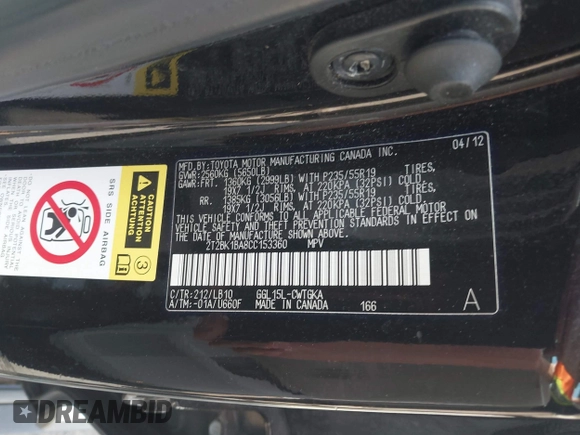 04/12
MFD. BY: TOYOTA MOTOR MANUFACTURING CANADA INC.
GVWR: 2560KG (5650LB)
GAWR: FRT. 1360KG (2999LB) WITH P235/55R19 TIRES,
19X7 1/2J RIMS, AT 220KPA (32PSI) COLD
RR. 1385KG (3056LB) WITH P235/55R19 TIRES,
19X7 1/2J RIMS, AT 220KPA (32PSI) COLD
THIS VEHICLE CONFORMS TO ALL APPLICABLE FEDERAL MOTOR
VEHICLE SAFETY AND THEFT PREVENTION STANDARDS IN EFFECT
ON THE DATE OF MANUFACTURE SHOWN ABOVE.
2T2BK1BA8CC153360 MPV
C/TR: 212/LB10 GGL15L-CWTGKA
A/TM: -01A/U660F MADE IN CANADA 166 A
SRS SIDE AIRBAG
CAUTION
3
DREAMBID